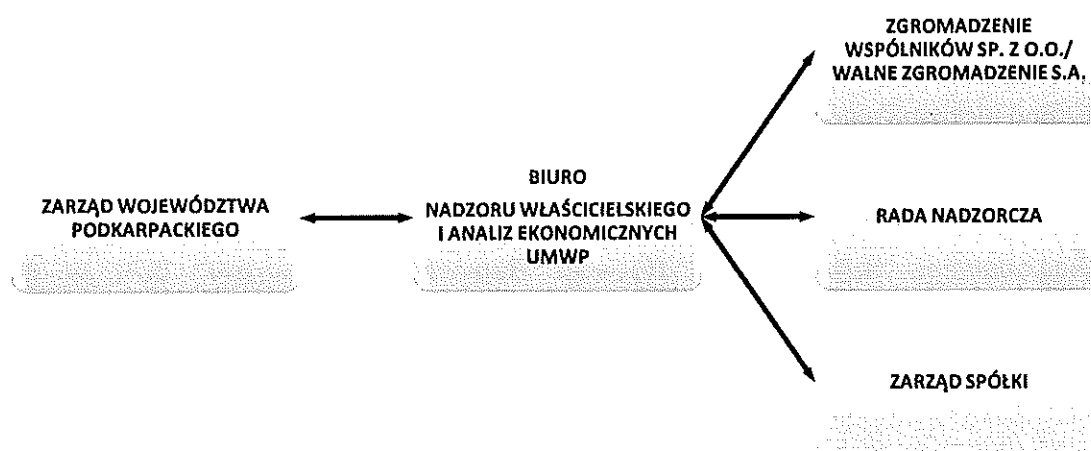 ZARZĄD WOJEWÓDZTWA
PODKARPACKIEGO
BIURO
NADZORU WŁAŚCICIELSKIEGO
I ANALIZ EKONOMICZNYCH
UMWP
ZGROMADZENIE
WSPÓLNIKÓW SP. Z O.O./
WALNE ZGROMADZENIE S.A.
RADA NADZORCZA
ZARZĄD SPÓŁKI